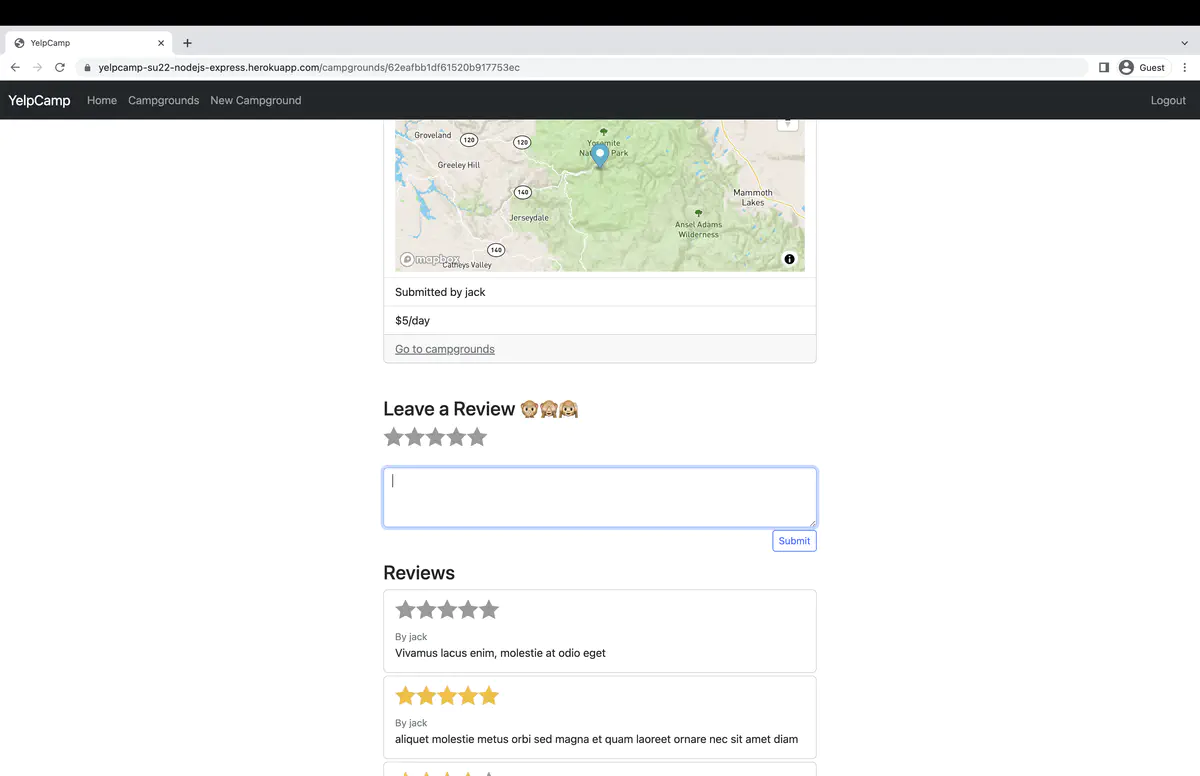 YelpCamp
yelpcamp-su22-nodejs-express.herokuapp.com/campgrounds/62eafbb1df61520b917753ec
Guest
YelpCamp Home Campgrounds New Campground Logout
Groveland
120
120
Yosemite
National Park
Greeley Hill
140
Mammoth
Lakes
Jerseydale
Ansel Adams
Wilderness
140
mapbox
Catheys Valley
Submitted by jack
$5/day
Go to campgrounds
Leave a Review 🐵🙈🙉
Submit
Reviews
By jack
Vivamus lacus enim, molestie at odio eget
By jack
aliquet molestie metus orbi sed magna et quam laoreet ornare nec sit amet diam